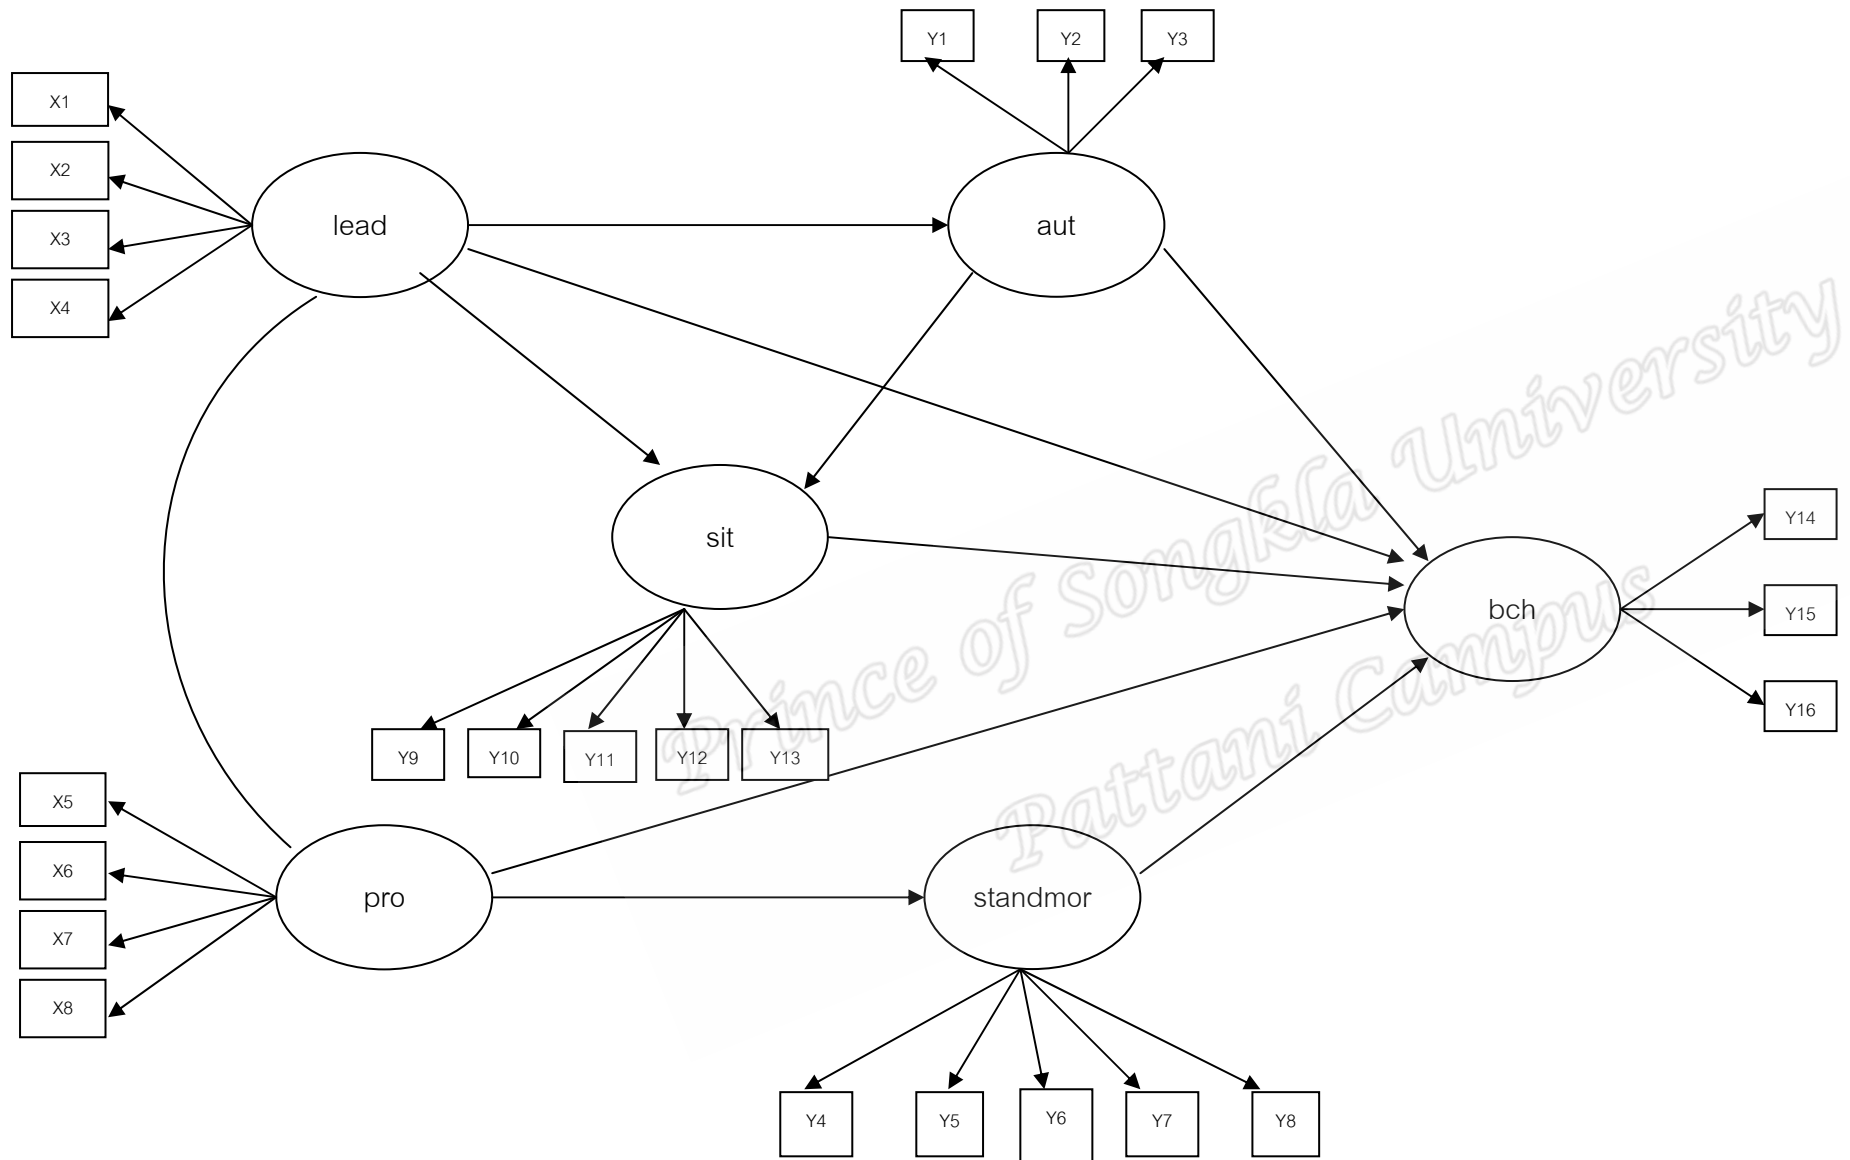 Y1
Y2
Y3
X1
X2
X3
X4
lead
aut
sit
bch
Y14
Y15
Y16
Y9
Y10
Y11
Y12
Y13
X5
X6
X7
X8
pro
standmor
Y4
Y5
Y6
Y7
Y8
Prince of Songkla University
Pattani Campus